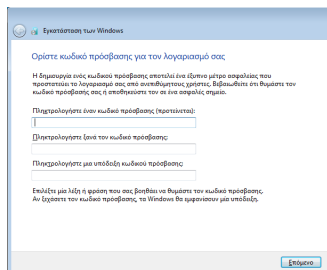 Εγκατάσταση των Windows
Ορίστε κωδικό πρόσβασης για τον λογαριασμό σας
Η δημιουργία ενός κωδικού πρόσβασης αποτελεί ένα έξυπνο μέτρο ασφαλείας που
προστατεύει το λογαριασμό σας από ανεπιθύμητους χρήστες. Βεβαιωθείτε ότι θυμάστε τον
κωδικό πρόσβασής σας ή αποθηκεύστε τον σε ένα ασφαλές σημείο.
Πληκτρολογήστε έναν κωδικό πρόσβασης (προτείνεται):
Πληκτρολογήστε ξανά τον κωδικό πρόσβασης:
Πληκτρολογήστε μια υπόδειξη κωδικού πρόσβασης:
Επιλέξτε μία λέξη ή φράση που σας βοηθάει να θυμάστε τον κωδικό πρόσβασης.
Αν ξεχάσετε τον κωδικό πρόσβασης, τα Windows θα εμφανίσουν μία υπόδειξη.
Επόμενο